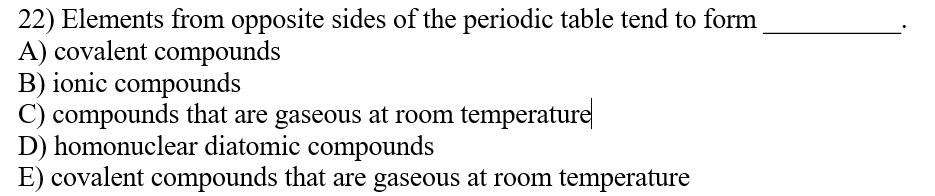 22) Elements from opposite sides of the periodic table tend to form __________.
A) covalent compounds
B) ionic compounds
C) compounds that are gaseous at room temperature
D) homonuclear diatomic compounds
E) covalent compounds that are gaseous at room temperature